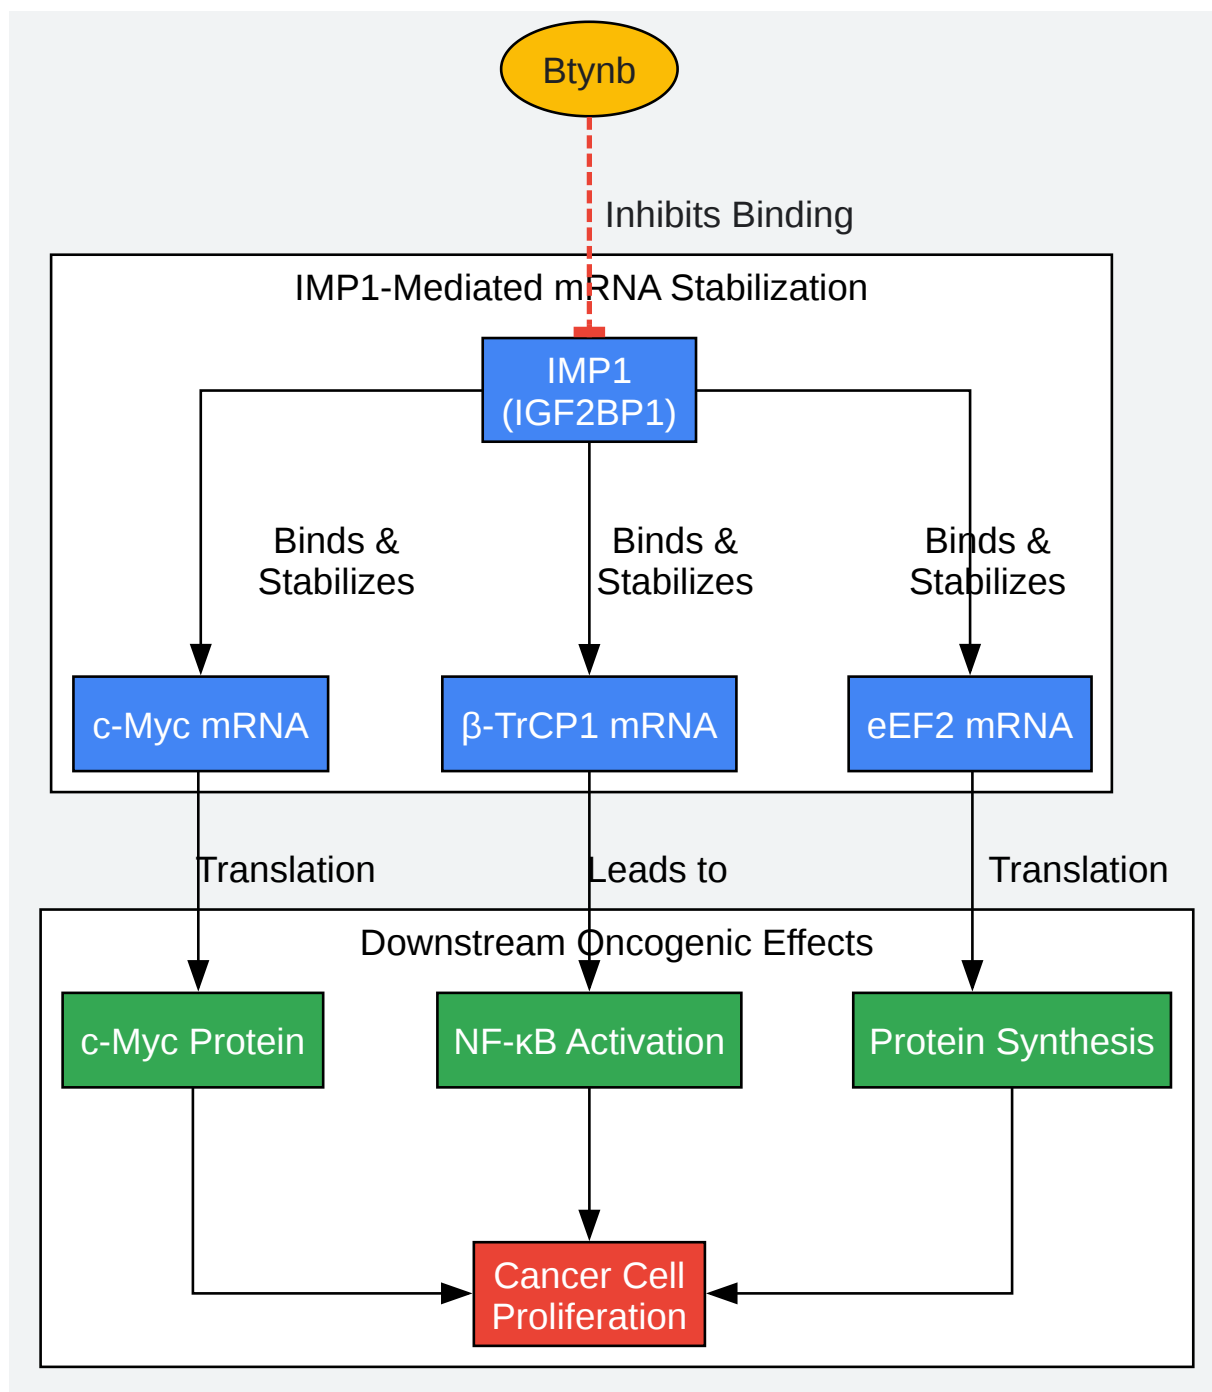 Btynb
Inhibits Binding
IMP1-Mediated mRNA Stabilization
IMP1
(IGF2BP1)
Binds &
Stabilizes
Binds &
Stabilizes
Binds &
Stabilizes
c-Myc mRNA
β-TrCP1 mRNA
eEF2 mRNA
Translation
Leads to
Translation
Downstream Oncogenic Effects
c-Myc Protein
NF-κB Activation
Protein Synthesis
Cancer Cell
Proliferation